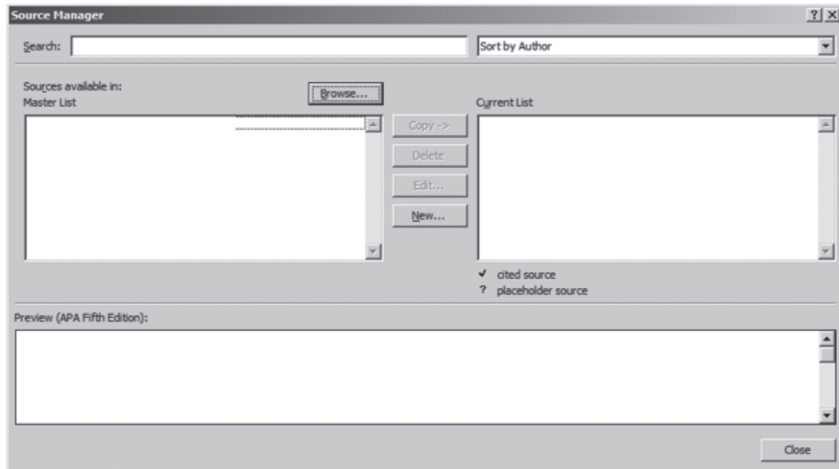 Source Manager
Search: Sort by Author
Sources available in:
Master List Browse... Current List
Copy ->
Delete
Edit...
New...
✓ cited source
? placeholder source
Preview (APA Fifth Edition):
Close